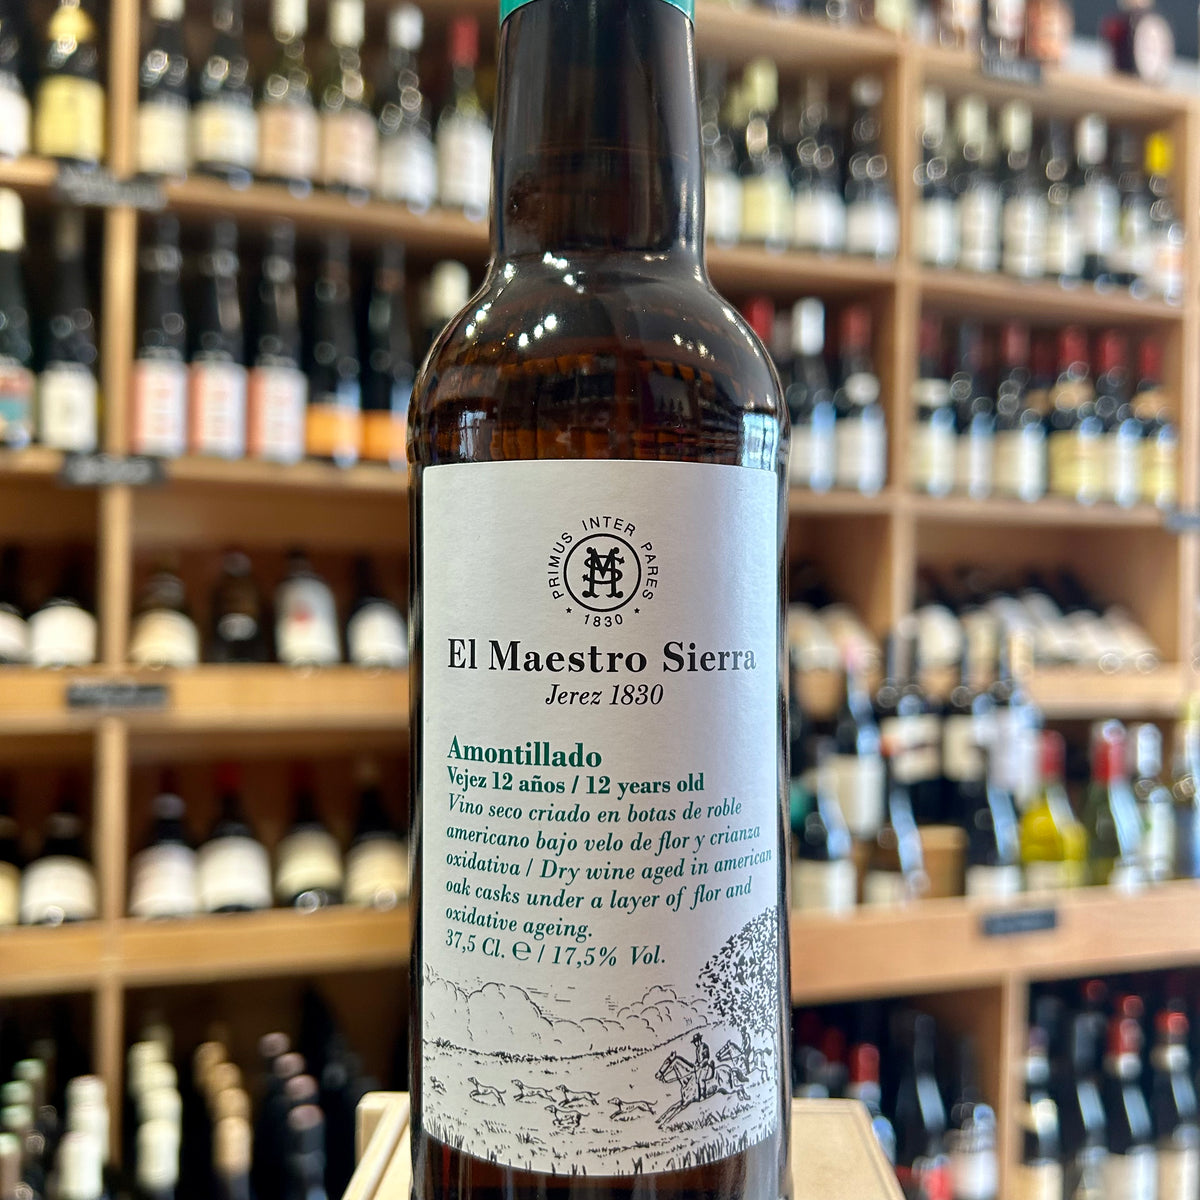 PRIMUS INTER PARES
MS
1830
El Maestro Sierra
Jerez 1830
Amontillado
Vejez 12 años / 12 years old
Vino seco criado en botas de roble
americano bajo velo de flor y crianza
oxidativa / Dry wine aged in american
oak casks under a layer of flor and
oxidative ageing.
37,5 Cl. ℮ / 17,5% Vol.